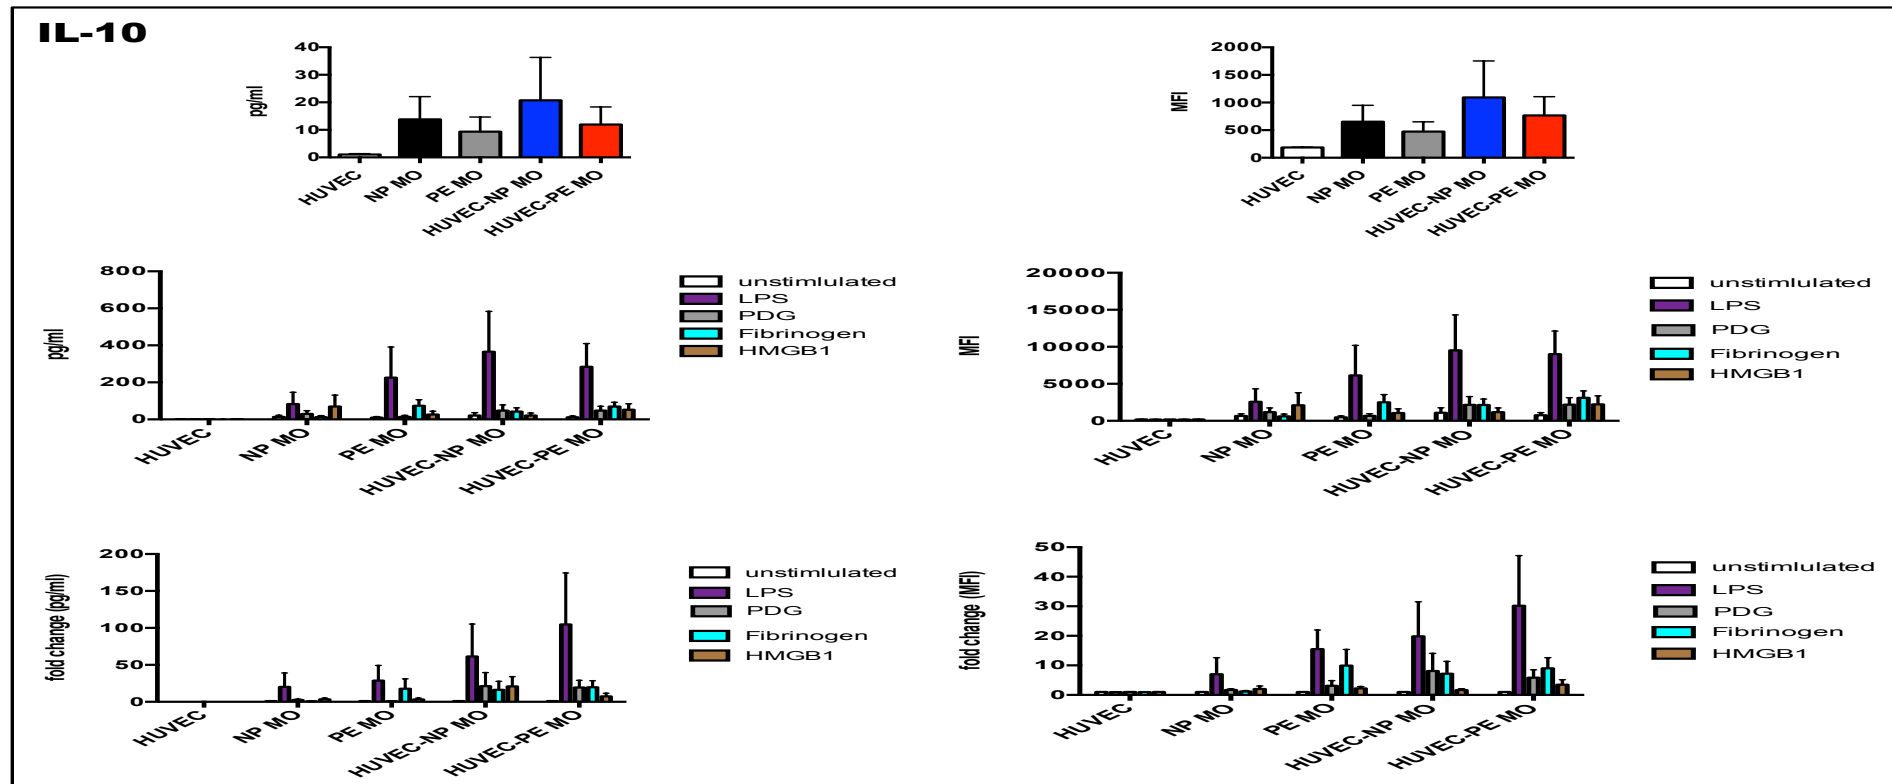 IL-10
pg/ml
40
30
20
10
0
HUVEC
NP MO
PE MO
HUVEC-NP MO
HUVEC-PE MO
MFI
2000
1500
1000
500
0
HUVEC
NP MO
PE MO
HUVEC-NP MO
HUVEC-PE MO
pg/ml
800
600
400
200
0
HUVEC
NP MO
PE MO
HUVEC-NP MO
HUVEC-PE MO
unstimlulated
LPS
PDG
Fibrinogen
HMGB1
MFI
20000
15000
10000
5000
0
HUVEC
NP MO
PE MO
HUVEC-NP MO
HUVEC-PE MO
unstimlulated
LPS
PDG
Fibrinogen
HMGB1
fold change (pg/ml)
200
150
100
50
0
HUVEC
NP MO
PE MO
HUVEC-NP MO
HUVEC-PE MO
unstimlulated
LPS
PDG
Fibrinogen
HMGB1
fold change (MFI)
50
40
30
20
10
0
HUVEC
NP MO
PE MO
HUVEC-NP MO
HUVEC-PE MO
unstimlulated
LPS
PDG
Fibrinogen
HMGB1